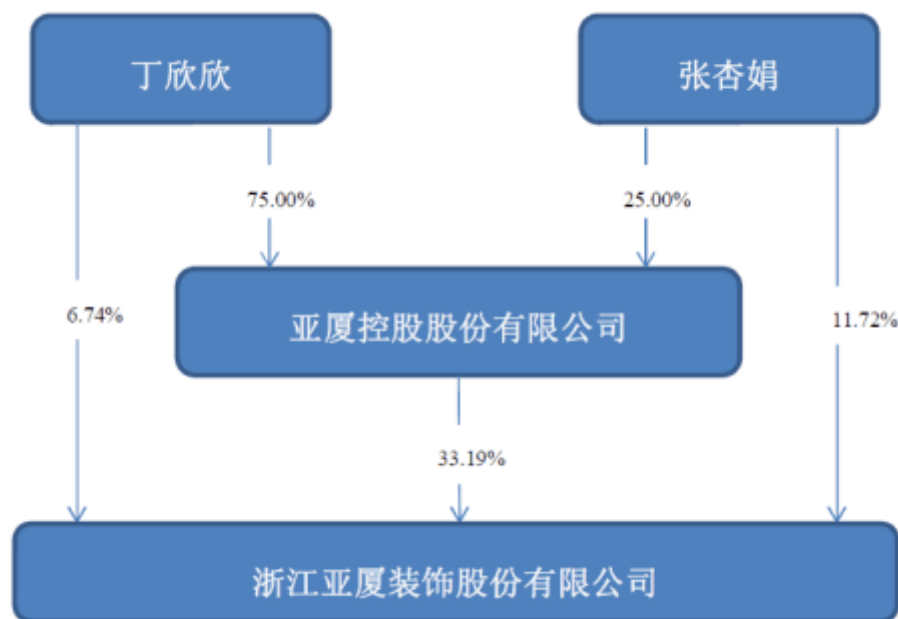 丁欣欣
张杏娟
75.00%
25.00%
6.74%
亚厦控股股份有限公司
11.72%
33.19%
浙江亚厦装饰股份有限公司